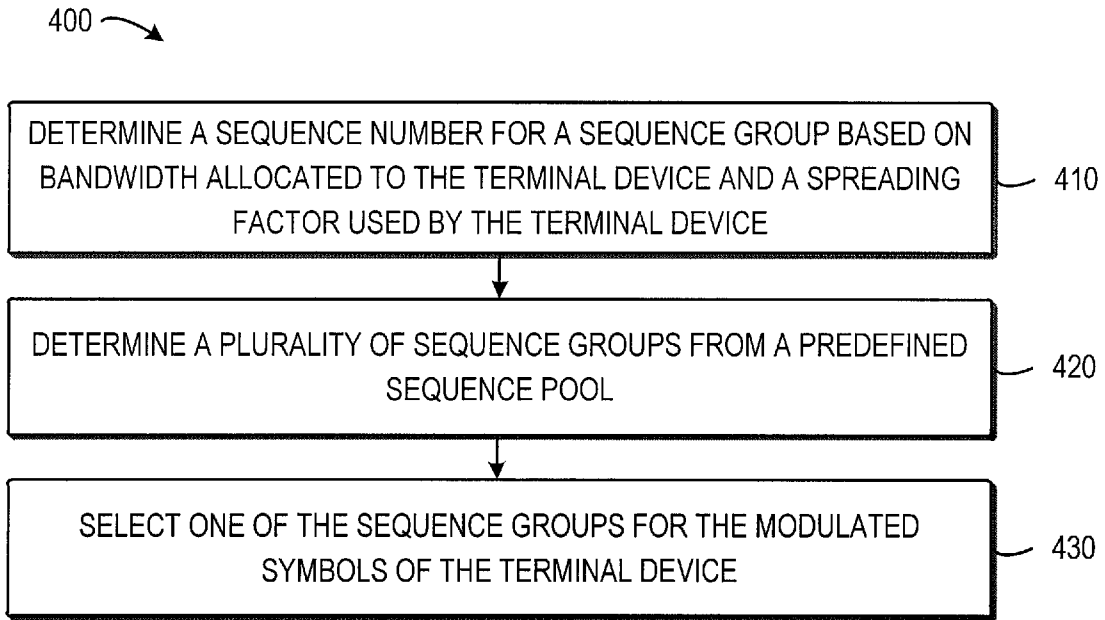 400
DETERMINE A SEQUENCE NUMBER FOR A SEQUENCE GROUP BASED ON
BANDWIDTH ALLOCATED TO THE TERMINAL DEVICE AND A SPREADING
FACTOR USED BY THE TERMINAL DEVICE
410
DETERMINE A PLURALITY OF SEQUENCE GROUPS FROM A PREDEFINED
SEQUENCE POOL
420
SELECT ONE OF THE SEQUENCE GROUPS FOR THE MODULATED
SYMBOLS OF THE TERMINAL DEVICE
430